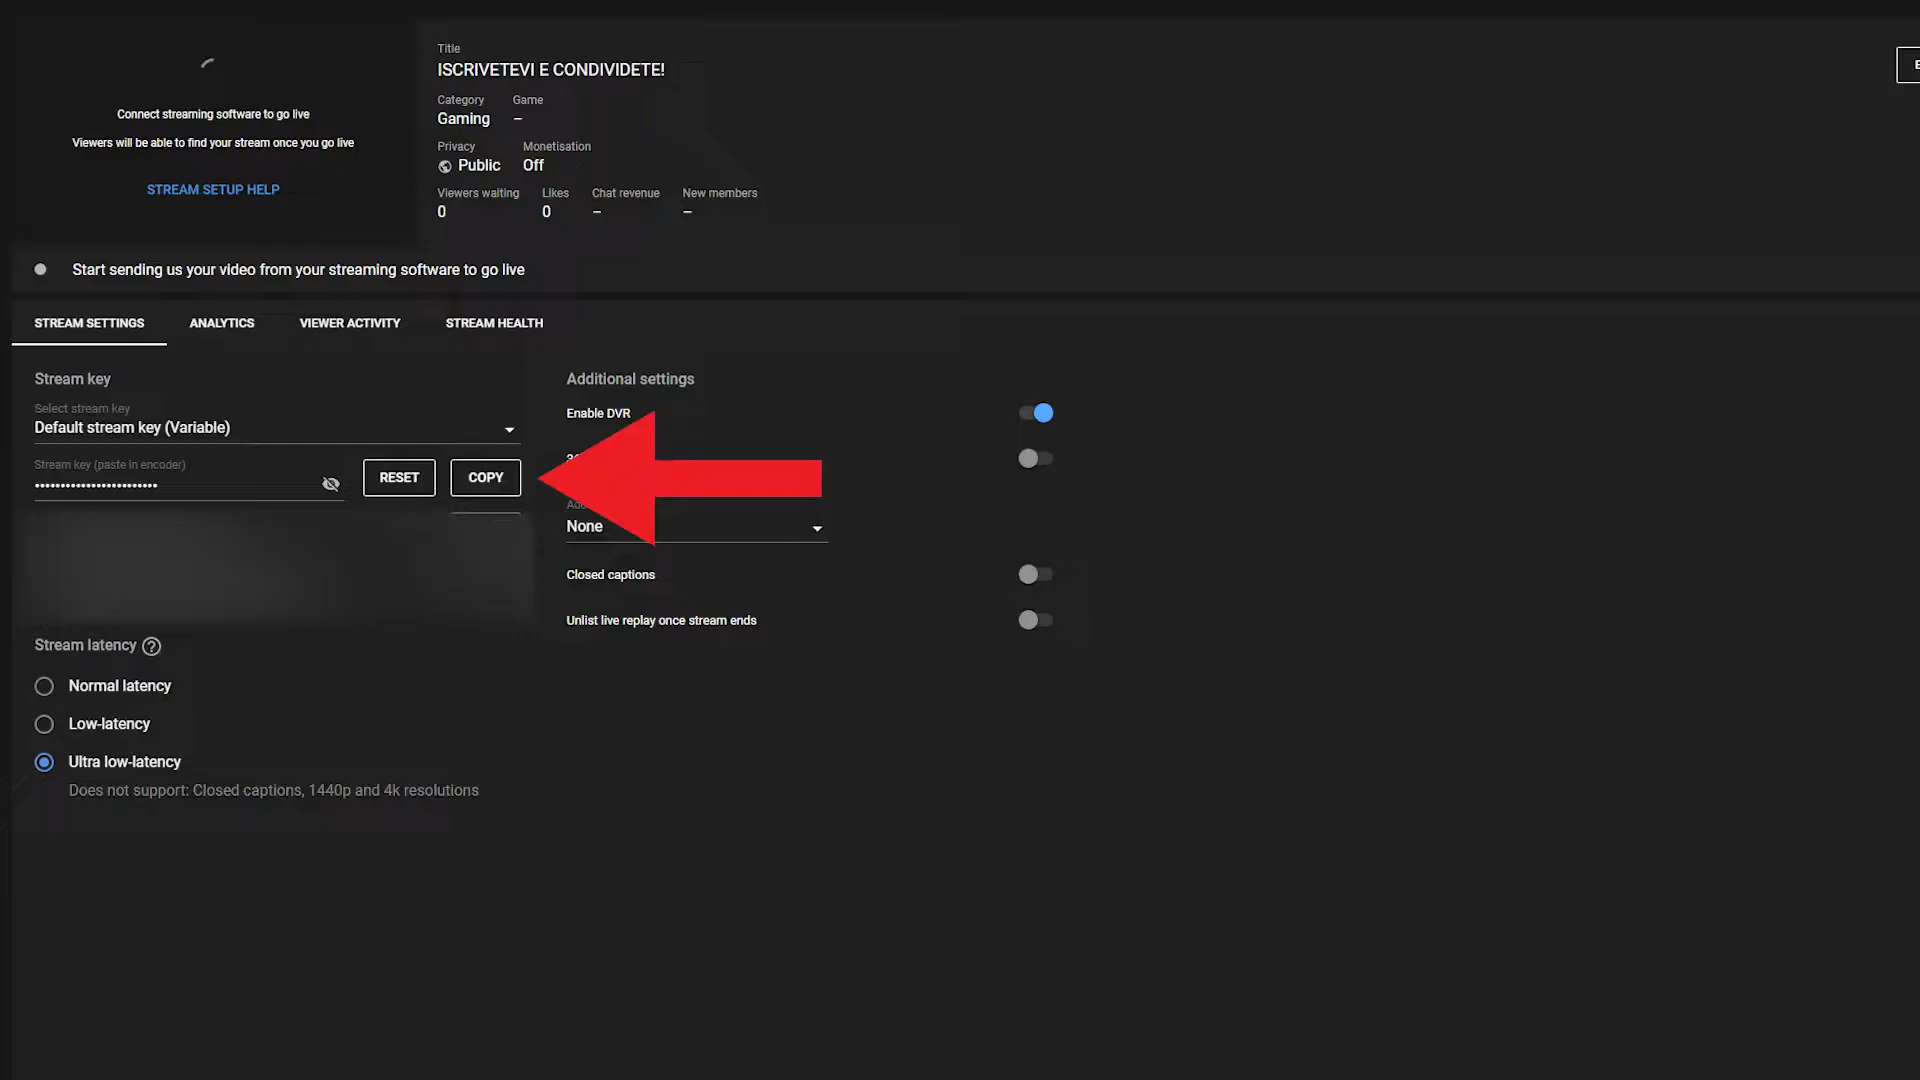 Connect streaming software to go live
Viewers will be able to find your stream once you go live
STREAM SETUP HELP
Title
ISCRIVETEVI E CONDIVIDETE!
Category Game
Gaming –
Privacy Monetisation
Public Off
Viewers waiting Likes Chat revenue New members
0 0 – –
Start sending us your video from your streaming software to go live
STREAM SETTINGS ANALYTICS VIEWER ACTIVITY STREAM HEALTH
Stream key
Select stream key
Default stream key (Variable)
Stream key (paste in encoder)
••••••••••••••••••••••••
RESET COPY
Stream latency
Normal latency
Low-latency
Ultra low-latency
Does not support: Closed captions, 1440p and 4k resolutions
Additional settings
Enable DVR
None
Closed captions
Unlist live replay once stream ends